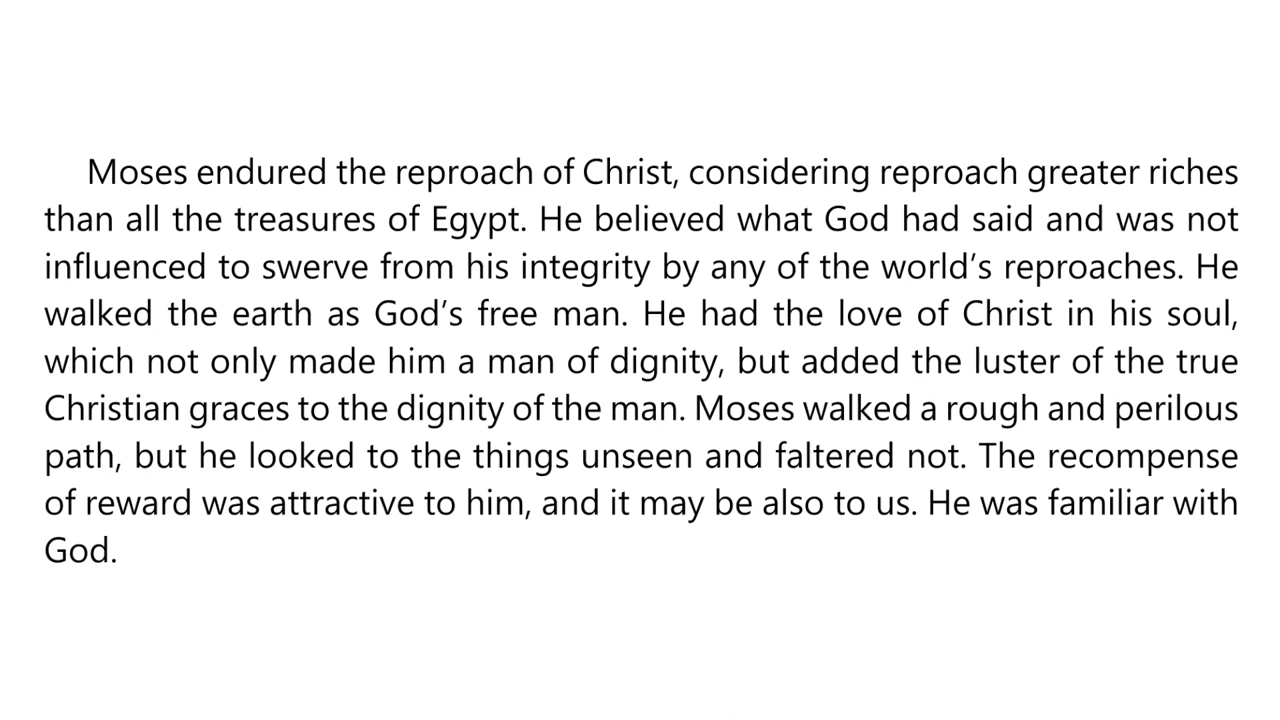 Moses endured the reproach of Christ, considering reproach greater riches
than all the treasures of Egypt. He believed what God had said and was not
influenced to swerve from his integrity by any of the world’s reproaches. He
walked the earth as God’s free man. He had the love of Christ in his soul,
which not only made him a man of dignity, but added the luster of the true
Christian graces to the dignity of the man. Moses walked a rough and perilous
path, but he looked to the things unseen and faltered not. The recompense
of reward was attractive to him, and it may be also to us. He was familiar with
God.